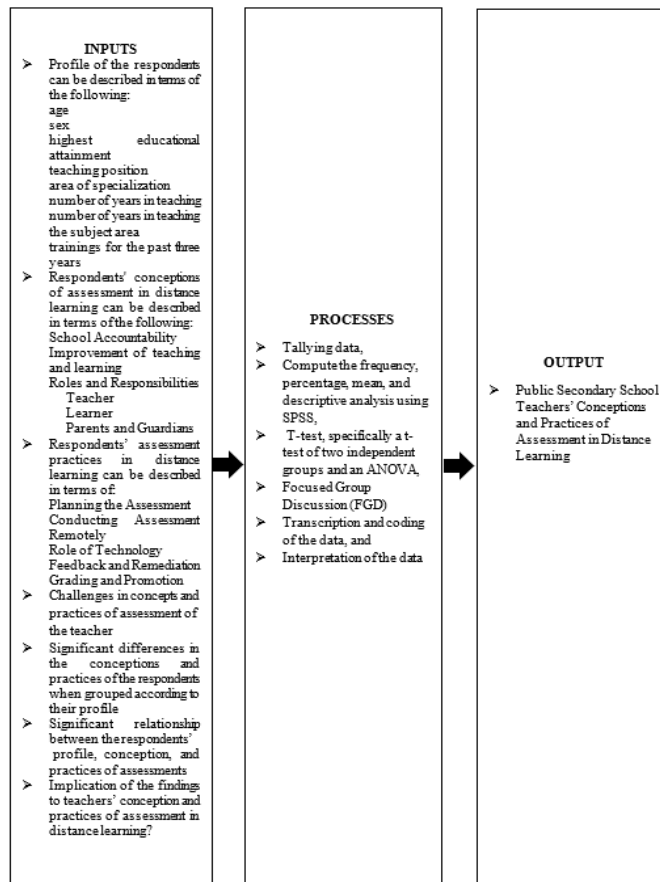 INPUTS
➢ Profile of the respondents
can be described in terms of
the following:
age
sex
highest educational
attainment
teaching position
area of specialization
number of years in teaching
number of years in teaching
the subject area
trainings for the past three
years
➢ Respondents' conceptions
of assessment in distance
learning can be described
in terms of the following:
School Accountability
Improvement of teaching
and learning
Roles and Responsibilities
Teacher
Learner
Parents and Guardians
➢ Respondents' assessment
practices in distance
learning can be described
in terms of:
Planning the Assessment
Conducting Assessment
Remotely
Role of Technology
Feedback and Remediation
Grading and Promotion
➢ Challenges in concepts and
practices of assessment of
the teacher
➢ Significant differences in
the conceptions and
practices of the respondents
when grouped according to
their profile
➢ Significant relationship
between the respondents'
profile, conception, and
practices of assessments
➢ Implication of the findings
to teachers' conception and
practices of assessment in
distance learning?
PROCESSES
➢ Tallying data,
➢ Compute the frequency,
percentage, mean, and
descriptive analysis using
SPSS,
➢ T-test, specifically a t-
test of two independent
groups and an ANOVA,
➢ Focused Group
Discussion (FGD)
➢ Transcription and coding
of the data, and
➢ Interpretation of the data
OUTPUT
➢ Public Secondary School
Teachers' Conceptions
and Practices of
Assessment in Distance
Learning